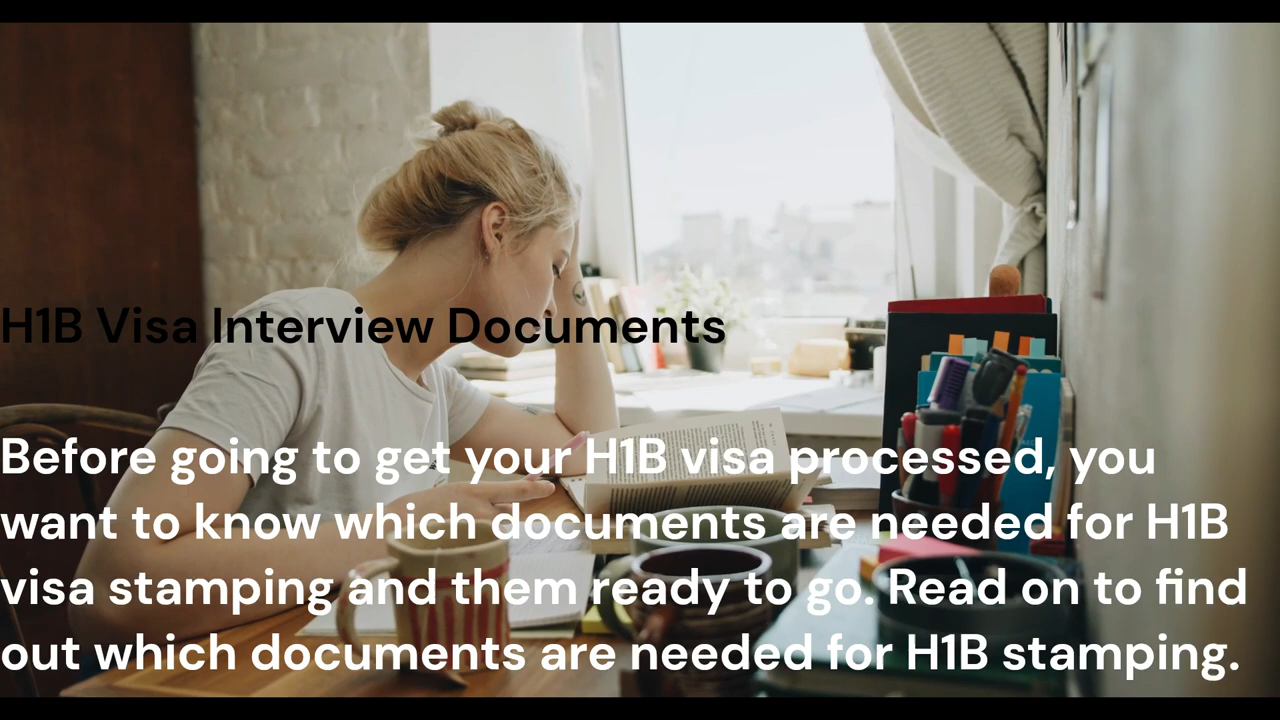 H1B Visa Interview Documents
Before going to get your H1B visa processed, you
want to know which documents are needed for H1B
visa stamping and them ready to go. Read on to find
out which documents are needed for H1B stamping.